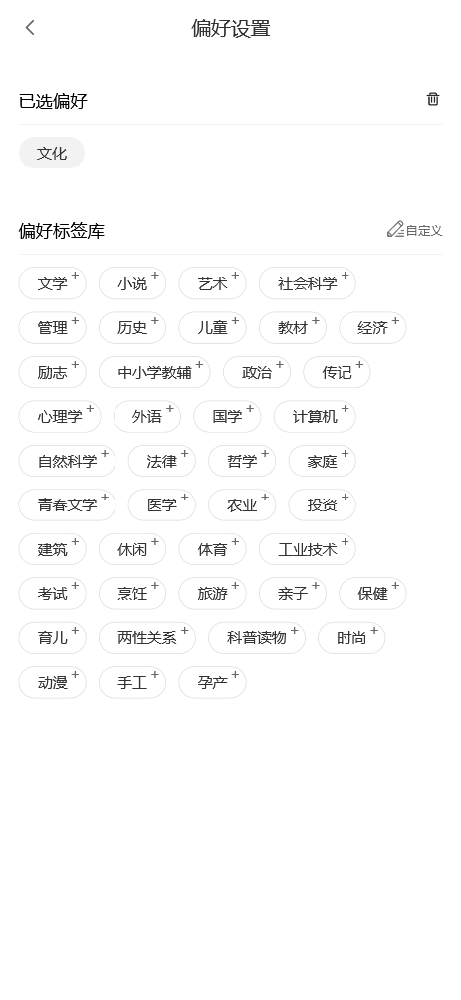 偏好设置
已选偏好
文化
偏好标签库 自定义
文学+ 小说+ 艺术+ 社会科学+
管理+ 历史+ 儿童+ 教材+ 经济+
励志+ 中小学教辅+ 政治+ 传记+
心理学+ 外语+ 国学+ 计算机+
自然科学+ 法律+ 哲学+ 家庭+
青春文学+ 医学+ 农业+ 投资+
建筑+ 休闲+ 体育+ 工业技术+
考试+ 烹饪+ 旅游+ 亲子+ 保健+
育儿+ 两性关系+ 科普读物+ 时尚+
动漫+ 手工+ 孕产+